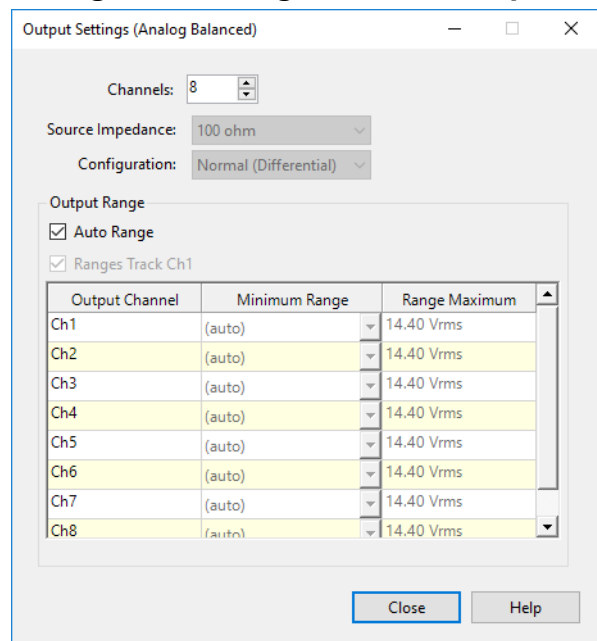 Output Settings (Analog Balanced)
Channels: 8
Source Impedance: 100 ohm
Configuration: Normal (Differential)
Output Range
Auto Range
Ranges Track Ch1
Output Channel Minimum Range Range Maximum
Ch1 (auto) 14.40 Vrms
Ch2 (auto) 14.40 Vrms
Ch3 (auto) 14.40 Vrms
Ch4 (auto) 14.40 Vrms
Ch5 (auto) 14.40 Vrms
Ch6 (auto) 14.40 Vrms
Ch7 (auto) 14.40 Vrms
Ch8 (auto) 14.40 Vrms
Close Help